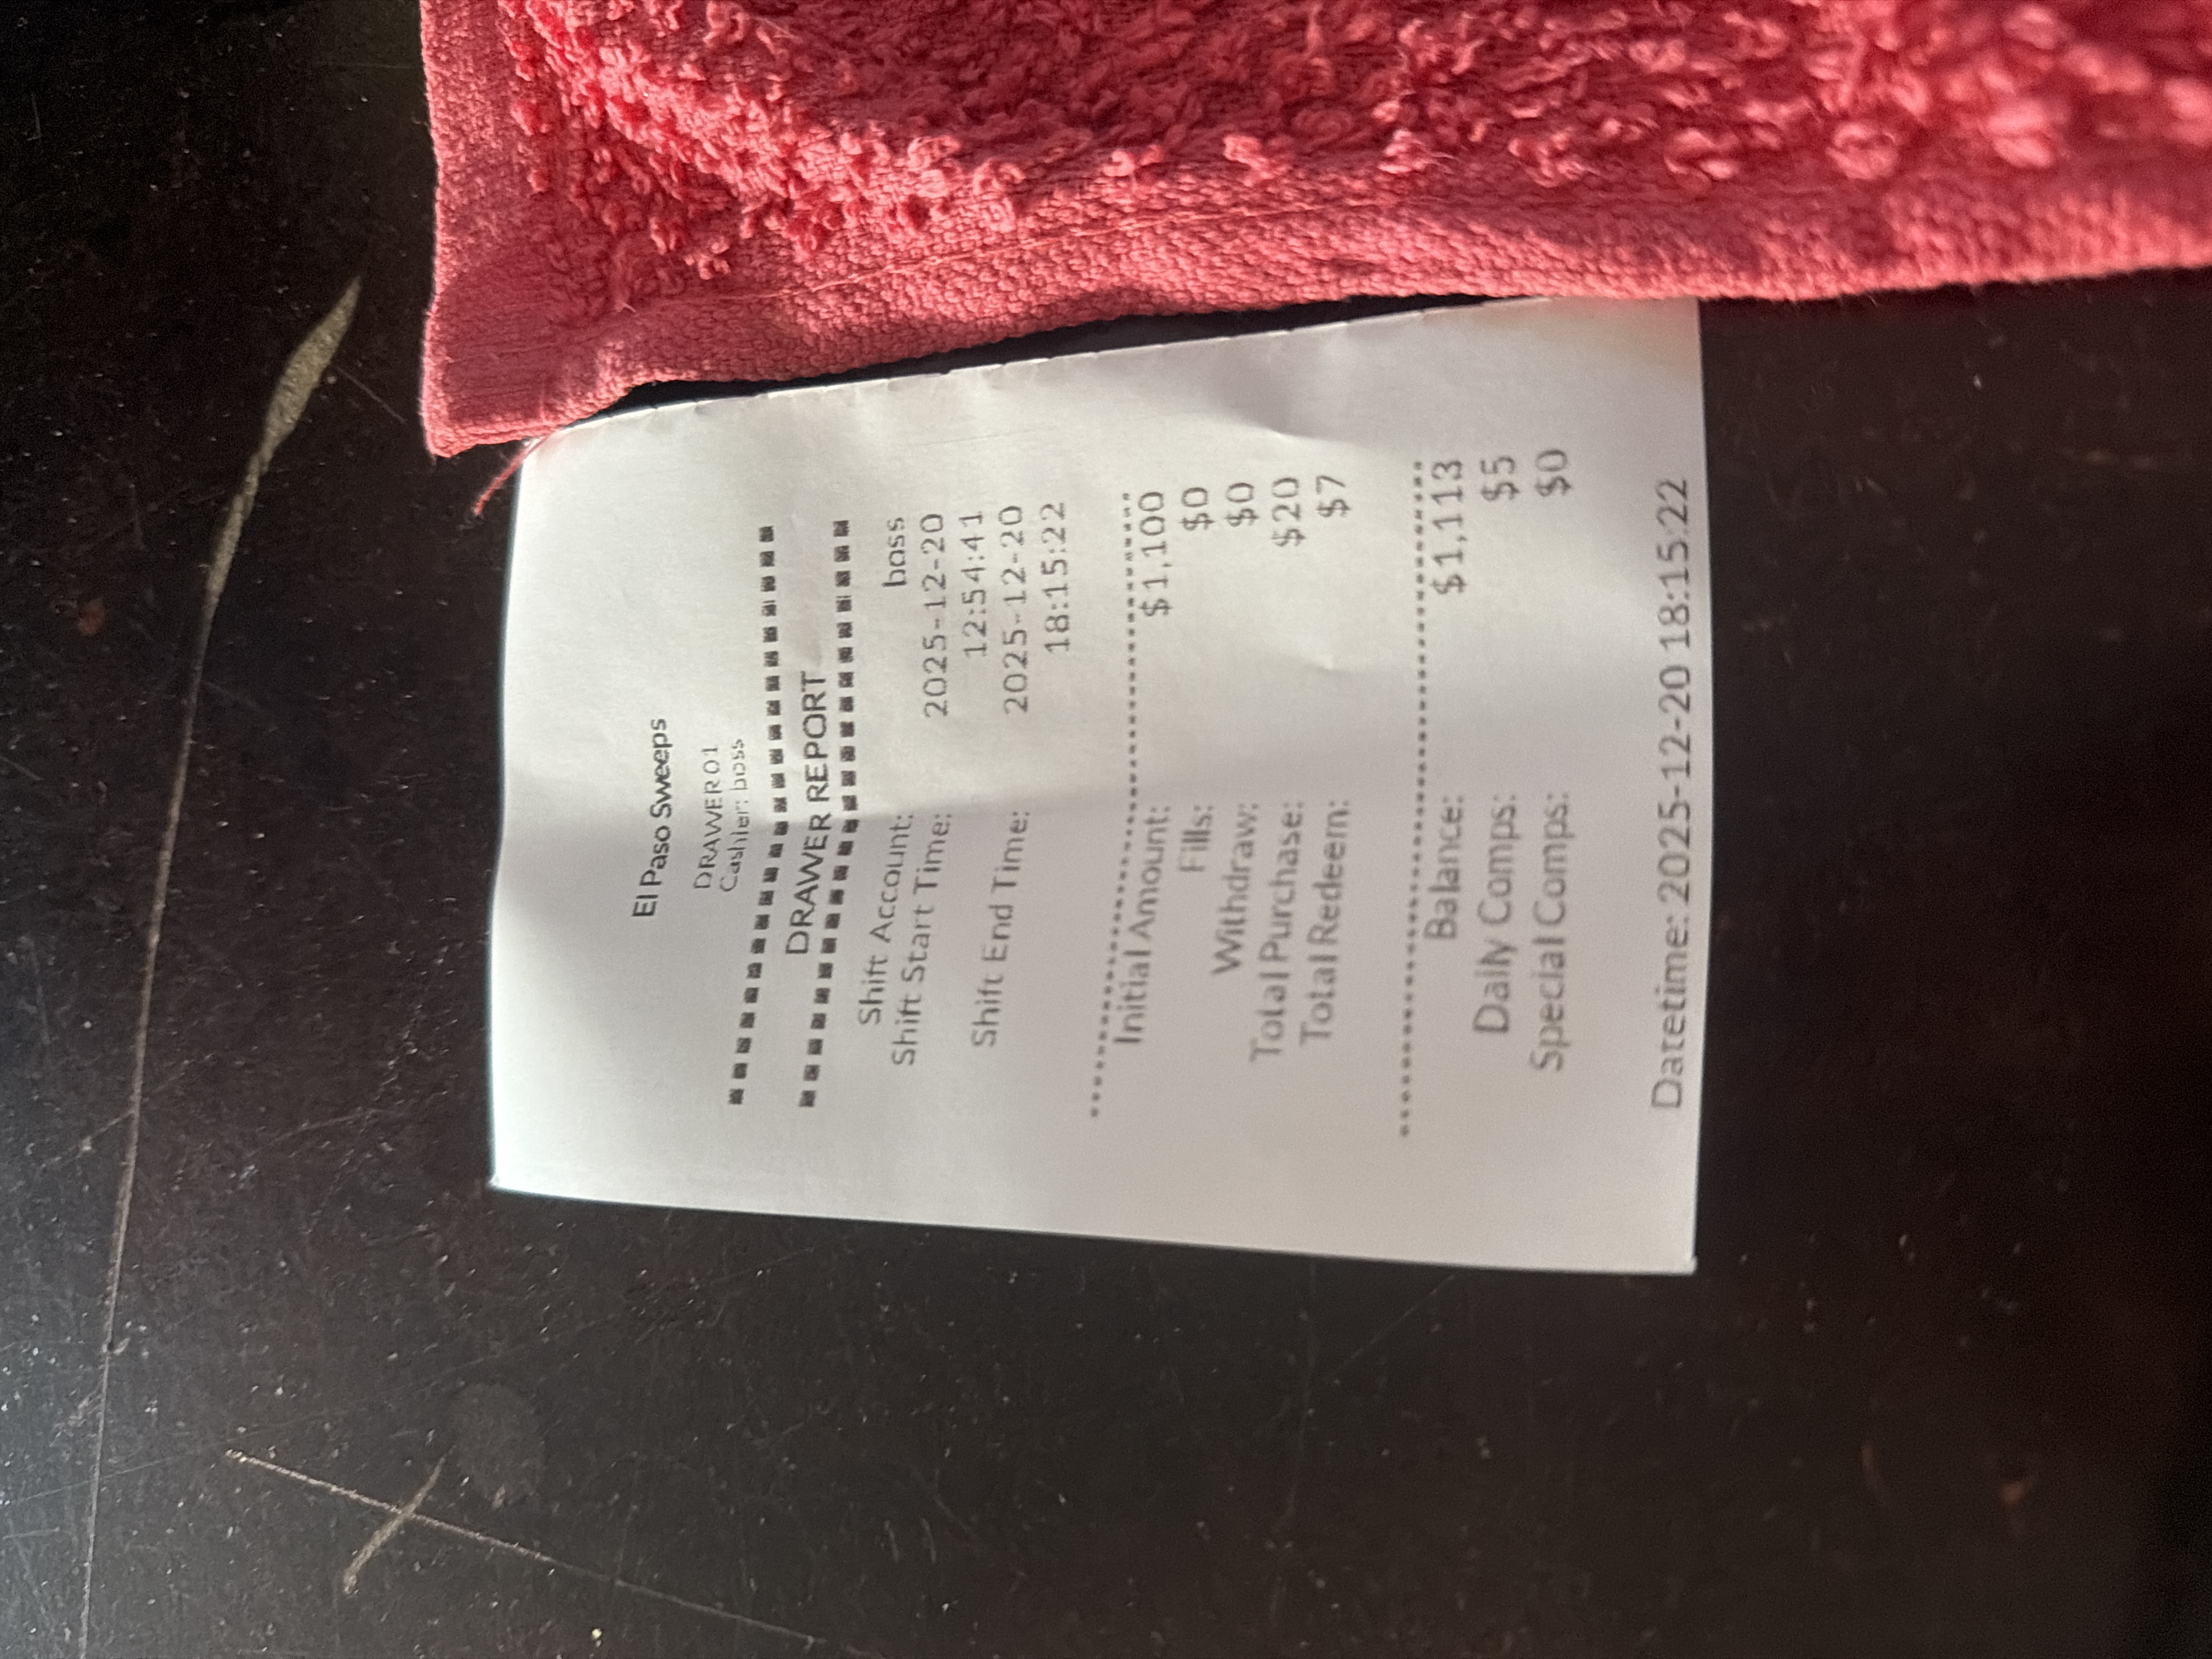 El Paso Sweeps
DRAWER01
Cashier: boss
DRAWER REPORT
Shift Account: boss
Shift Start Time: 2025-12-20
12:54:41
Shift End Time: 2025-12-20
18:15:22
Initial Amount: $1,100
Fills: $0
Withdraw: $0
Total Purchase: $20
Total Redeem: $7
Balance: $1,113
Daily Comps: $5
Special Comps: $0
Datetime: 2025-12-20 18:15:22